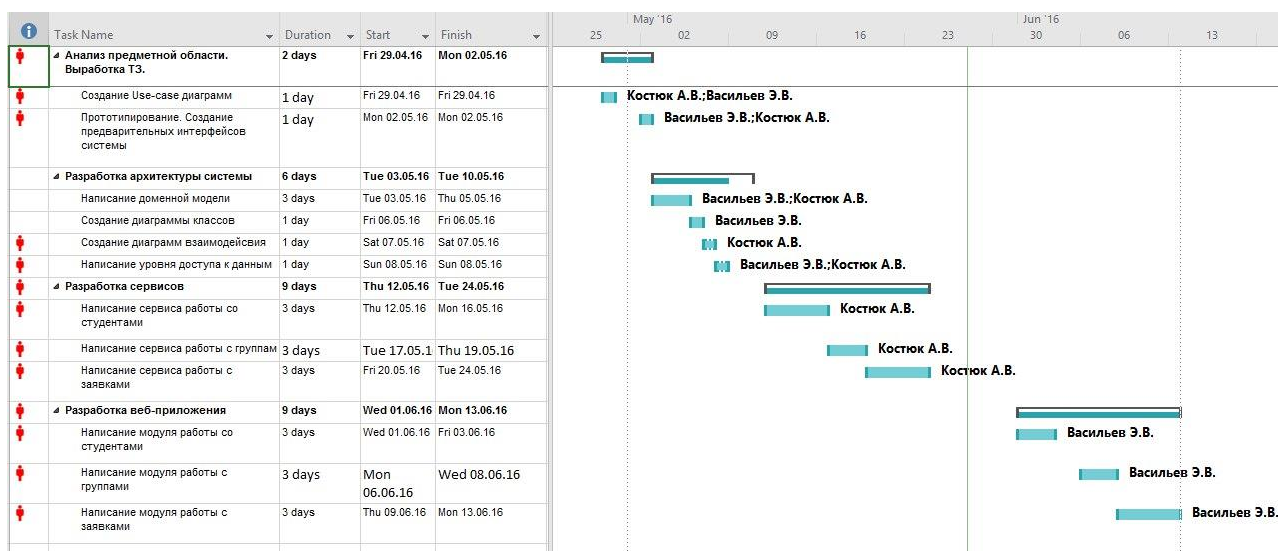 May '16 Jun '16
Task Name Duration Start Finish 25 02 09 16 23 30 06 13
Анализ предметной области. 2 days Fri 29.04.16 Mon 02.05.16
Выработка ТЗ.
Создание Use-case диаграмм 1 day Fri 29.04.16 Fri 29.04.16 Костюк А.В.;Васильев Э.В.
Прототипирование. Создание 1 day Mon 02.05.16 Mon 02.05.16 Васильев Э.В.;Костюк А.В.
предварительных интерфейсов
системы
Разработка архитектуры системы 6 days Tue 03.05.16 Tue 10.05.16
Написание доменной модели 3 days Tue 03.05.16 Thu 05.05.16 Васильев Э.В.;Костюк А.В.
Создание диаграммы классов 1 day Fri 06.05.16 Fri 06.05.16 Васильев Э.В.
Создание диаграмм взаимодейсвия 1 day Sat 07.05.16 Sat 07.05.16 Костюк А.В.
Написание уровня доступа к данным 1 day Sun 08.05.16 Sun 08.05.16 Васильев Э.В.;Костюк А.В.
Разработка сервисов 9 days Thu 12.05.16 Tue 24.05.16
Написание сервиса работы со 3 days Thu 12.05.16 Mon 16.05.16 Костюк А.В.
студентами
Написание сервиса работы с группам 3 days Tue 17.05.1 Thu 19.05.16 Костюк А.В.
Написание сервиса работы с 3 days Fri 20.05.16 Tue 24.05.16 Костюк А.В.
заявками
Разработка веб-приложения 9 days Wed 01.06.16 Mon 13.06.16
Написание модуля работы со 3 days Wed 01.06.16 Fri 03.06.16 Васильев Э.В.
студентами
Написание модуля работы с 3 days Mon Wed 08.06.16 Васильев Э.В.
группами 06.06.16
Написание модуля работы с 3 days Thu 09.06.16 Mon 13.06.16 Васильев Э.В.
заявками